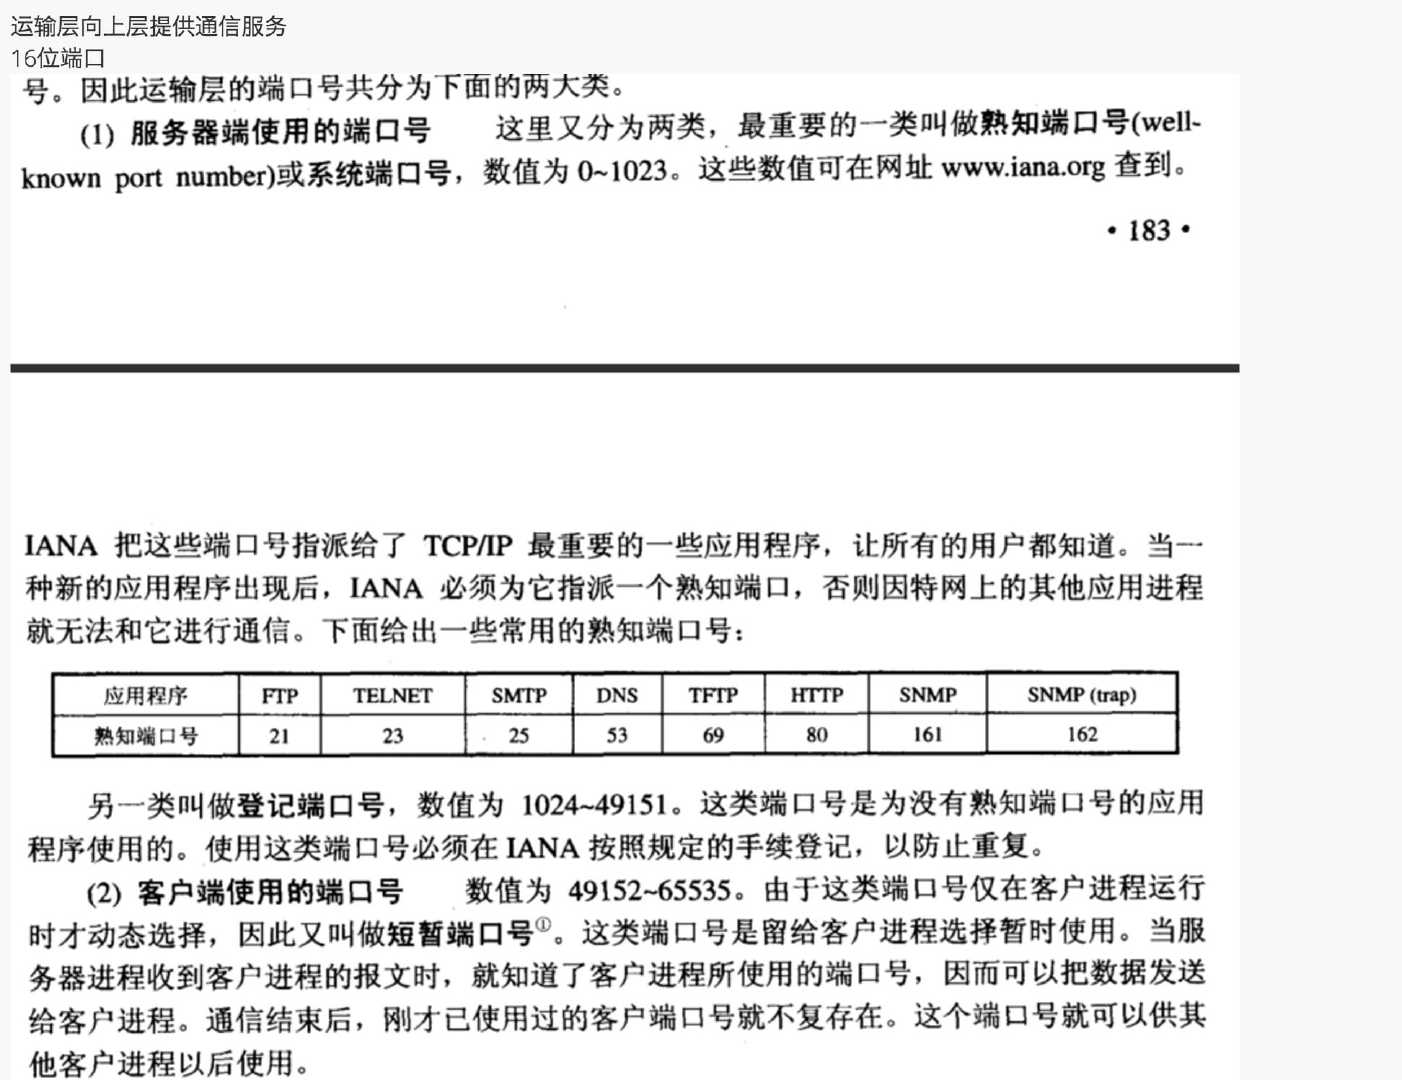 运输层向上层提供通信服务
16位端口
号。因此运输层的端口号共分为下面的两大类。
(1) 服务器端使用的端口号 这里又分为两类，最重要的一类叫做熟知端口号(well-
known port number)或系统端口号，数值为 0~1023。这些数值可在网址 www.iana.org 查到。
• 183 •
IANA 把这些端口号指派给了 TCP/IP 最重要的一些应用程序，让所有的用户都知道。当一
种新的应用程序出现后，IANA 必须为它指派一个熟知端口，否则因特网上的其他应用进程
就无法和它进行通信。下面给出一些常用的熟知端口号：
应用程序 FTP TELNET SMTP DNS TFTP HTTP SNMP SNMP (trap)
熟知端口号 21 23 25 53 69 80 161 162
另一类叫做登记端口号，数值为 1024~49151。这类端口号是为没有熟知端口号的应用
程序使用的。使用这类端口号必须在 IANA 按照规定的手续登记，以防止重复。
(2) 客户端使用的端口号 数值为 49152~65535。由于这类端口号仅在客户进程运行
时才动态选择，因此又叫做短暂端口号①。这类端口号是留给客户进程选择暂时使用。当服
务器进程收到客户进程的报文时，就知道了客户进程所使用的端口号，因而可以把数据发送
给客户进程。通信结束后，刚才已使用过的客户端口号就不复存在。这个端口号就可以供其
他客户进程以后使用。